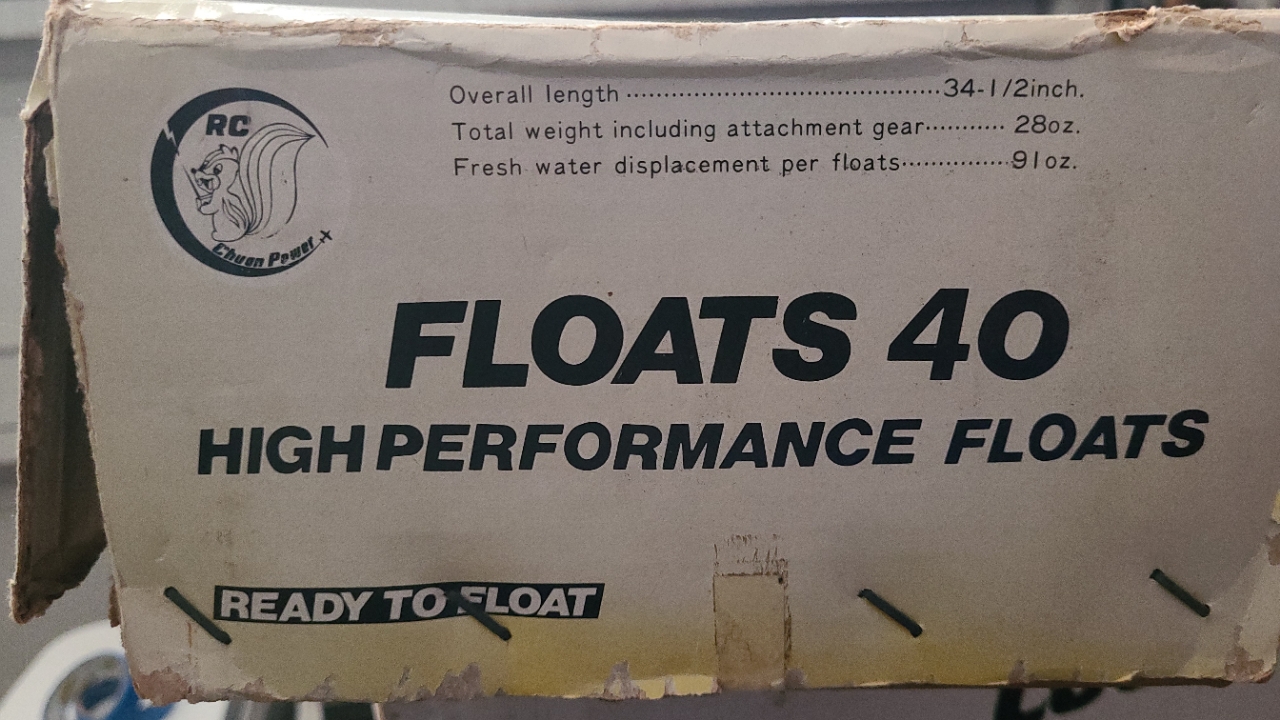 RC
Chuen Power
Overall length ........................................34-1/2inch.
Total weight including attachment gear........... 28oz.
Fresh water displacement per floats...............91oz.
FLOATS 40
HIGH PERFORMANCE FLOATS
READY TO FLOAT